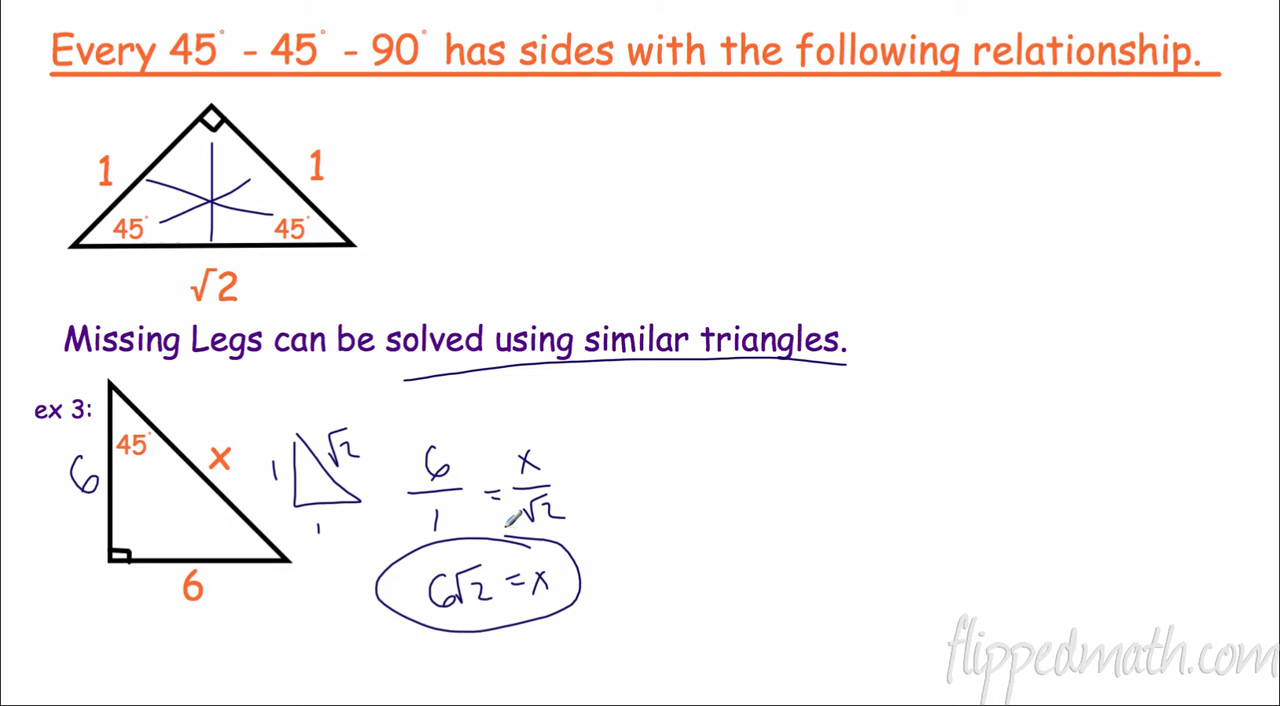 Every 45° - 45° - 90° has sides with the following relationship.
1 1
45° 45°
√2
Missing Legs can be solved using similar triangles.
ex 3:
45°
6
x
6
1
√2
1
6/1 = x/√2
6√2 = x
flippedmath.com